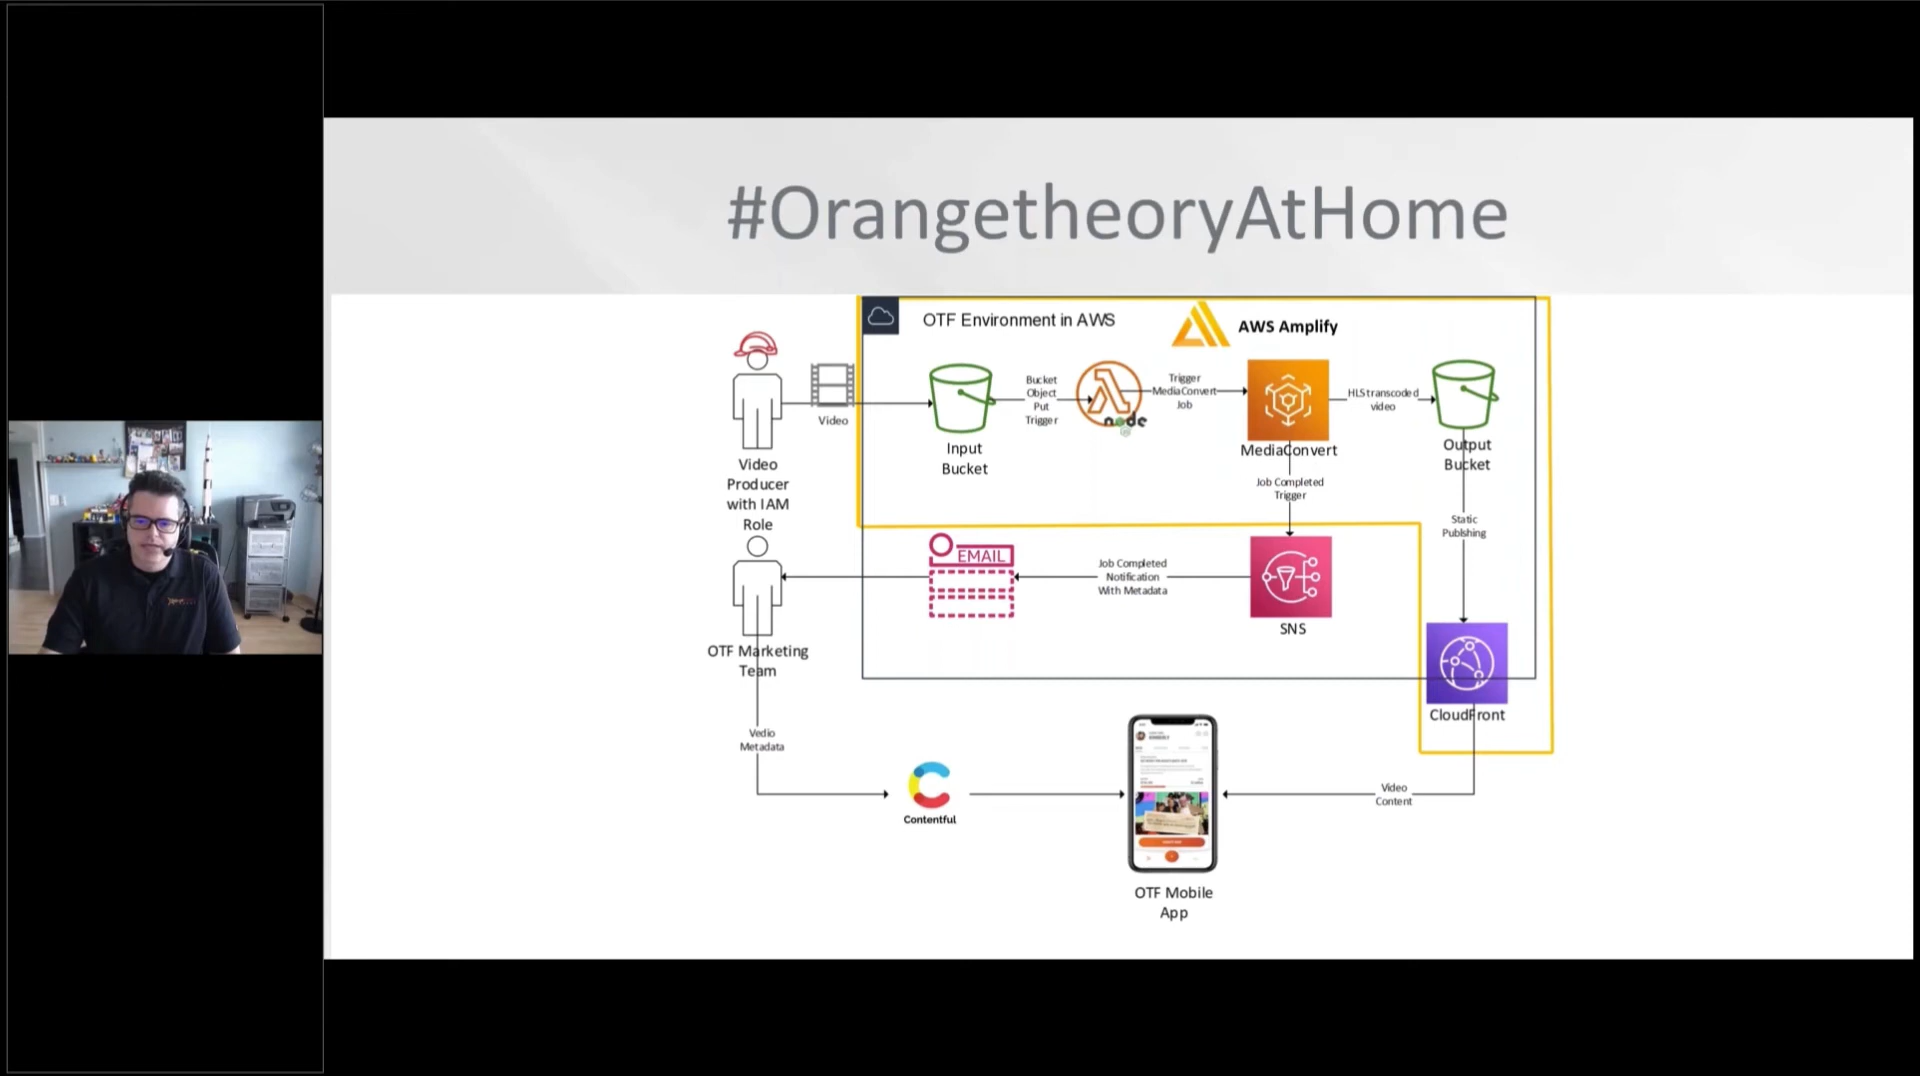 #OrangetheoryAtHome
OTF Environment in AWS
AWS Amplify
Video
Bucket
Object
Put
Trigger
node
Trigger
MediaConvert
Job
HLS transcoded
video
Input
Bucket
MediaConvert
Output
Bucket
Video
Producer
with IAM
Role
Job Completed
Trigger
Static
Publshing
EMAIL
Job Completed
Notification
With Metadata
SNS
OTF Marketing
Team
CloudFront
Vedio
Metadata
Contentful
Video
Content
OTF Mobile
App